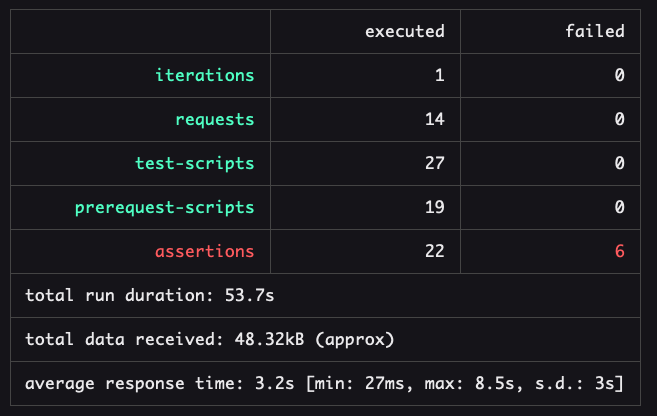 executed failed
iterations 1 0
requests 14 0
test-scripts 27 0
prerequest-scripts 19 0
assertions 22 6
total run duration: 53.7s
total data received: 48.32kB (approx)
average response time: 3.2s [min: 27ms, max: 8.5s, s.d.: 3s]